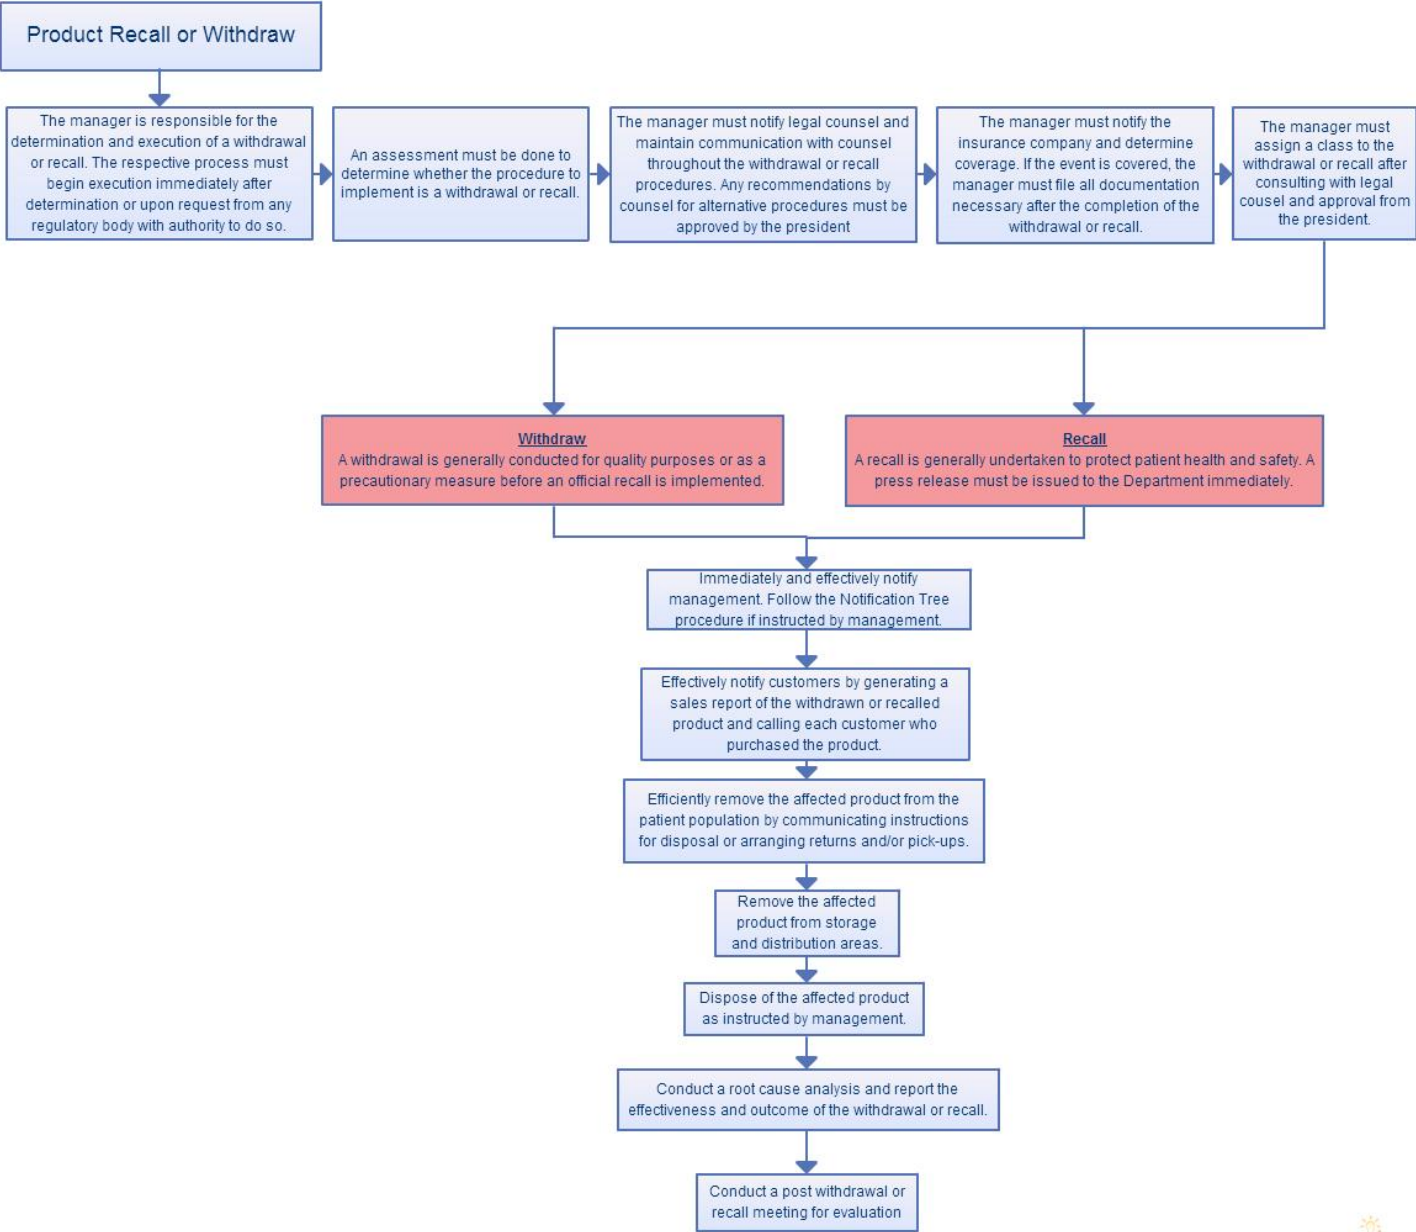 Product Recall or Withdraw
The manager is responsible for the
determination and execution of a withdrawal
or recall. The respective process must
begin execution immediately after
determination or upon request from any
regulatory body with authority to do so.
An assessment must be done to
determine whether the procedure to
implement is a withdrawal or recall.
The manager must notify legal counsel and
maintain communication with counsel
throughout the withdrawal or recall
procedures. Any recommendations by
counsel for alternative procedures must be
approved by the president
The manager must notify the
insurance company and determine
coverage. If the event is covered, the
manager must file all documentation
necessary after the completion of the
withdrawal or recall.
The manager must
assign a class to the
withdrawal or recall after
consulting with legal
cousel and approval from
the president.
Withdraw
A withdrawal is generally conducted for quality purposes or as a
precautionary measure before an official recall is implemented.
Recall
A recall is generally undertaken to protect patient health and safety. A
press release must be issued to the Department immediately.
Immediately and effectively notify
management. Follow the Notification Tree
procedure if instructed by management.
Effectively notify customers by generating a
sales report of the withdrawn or recalled
product and calling each customer who
purchased the product.
Efficiently remove the affected product from the
patient population by communicating instructions
for disposal or arranging returns and/or pick-ups.
Remove the affected
product from storage
and distribution areas.
Dispose of the affected product
as instructed by management.
Conduct a root cause analysis and report the
effectiveness and outcome of the withdrawal or recall.
Conduct a post withdrawal or
recall meeting for evaluation